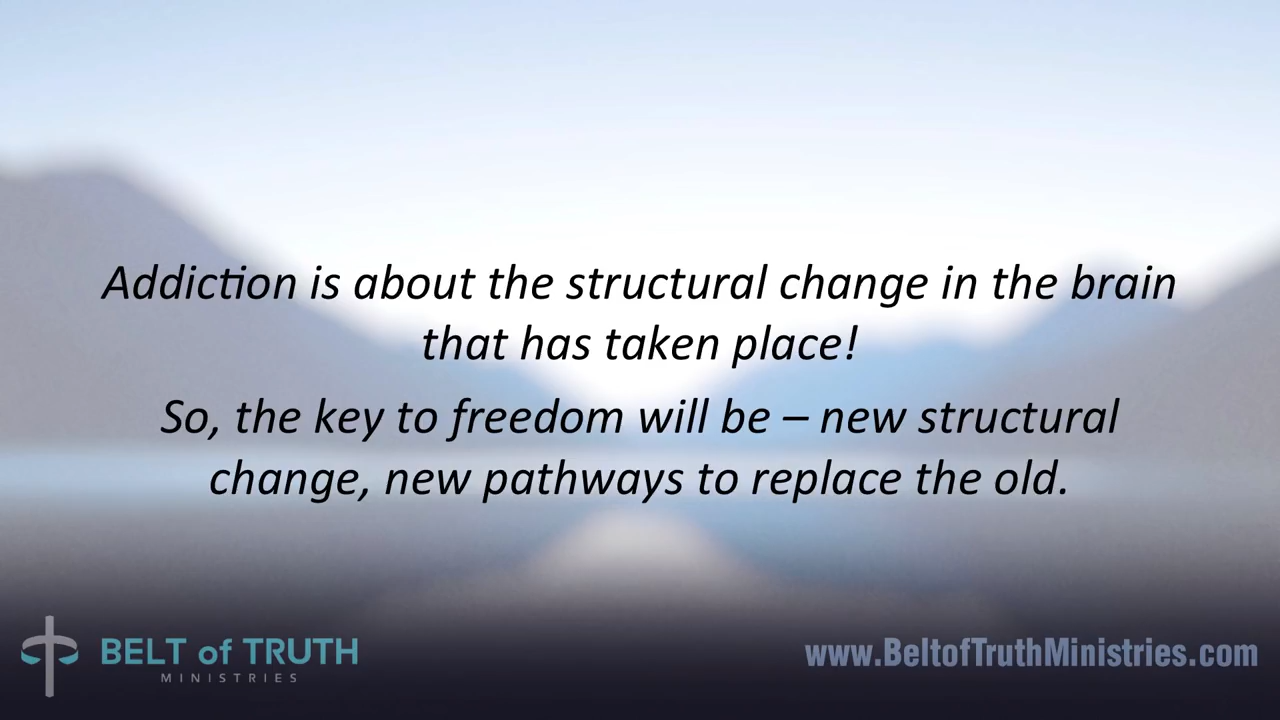 Addiction is about the structural change in the brain
that has taken place!
So, the key to freedom will be – new structural
change, new pathways to replace the old.
BELT of TRUTH
MINISTRIES
www.BeltofTruthMinistries.com